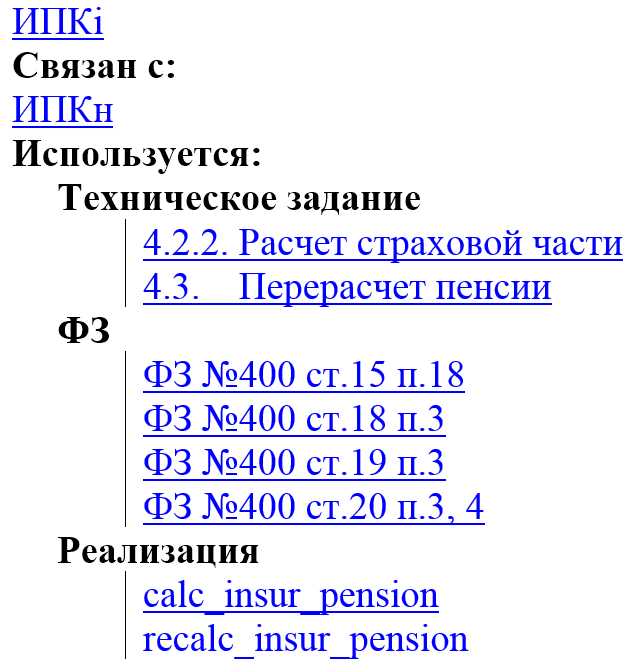 ИПКi
Связан с:
ИПКн
Используется:
Техническое задание
4.2.2. Расчет страховой части
4.3. Перерасчет пенсии
ФЗ
ФЗ №400 ст.15 п.18
ФЗ №400 ст.18 п.3
ФЗ №400 ст.19 п.3
ФЗ №400 ст.20 п.3, 4
Реализация
calc_insur_pension
recalc_insur_pension